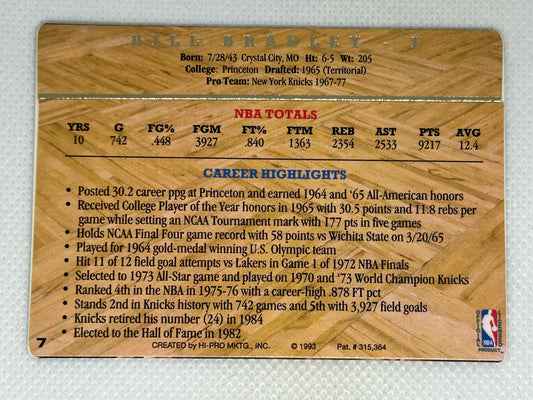 BILL BRADLEY - F
Born: 7/28/43 Crystal City, MO Ht: 6-5 Wt: 205
College: Princeton Drafted: 1965 (Territorial)
Pro Team: New York Knicks 1967-77
NBA TOTALS
YRS G FG% FGM FT% FTM REB AST PTS AVG
10 742 .448 3927 .840 1363 2354 2533 9217 12.4
CAREER HIGHLIGHTS
• Posted 30.2 career ppg at Princeton and earned 1964 and '65 All-American honors
• Received College Player of the Year honors in 1965 with 30.5 points and 11.8 rebs per
game while setting an NCAA Tournament mark with 177 pts in five games
• Holds NCAA Final Four game record with 58 points vs Wichita State on 3/20/65
• Played for 1964 gold-medal winning U.S. Olympic team
• Hit 11 of 12 field goal attempts vs Lakers in Game 1 of 1972 NBA Finals
• Selected to 1973 All-Star game and played on 1970 and '73 World Champion Knicks
• Ranked 4th in the NBA in 1975-76 with a career-high .878 FT pct
• Stands 2nd in Knicks history with 742 games and 5th with 3,927 field goals
• Knicks retired his number (24) in 1984
• Elected to the Hall of Fame in 1982
7
CREATED by HI-PRO MKTG., INC. © 1993 Pat. # 315,364
OFFICIAL LICENSED
NBA
PRODUCT